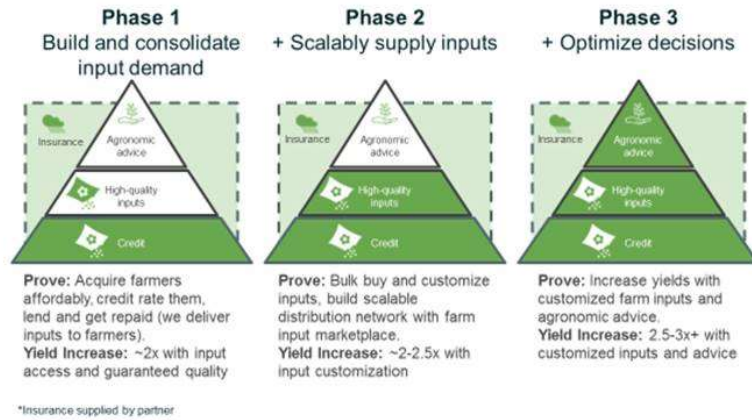 Phase 1
Build and consolidate
input demand
Insurance
Agronomic
advice
High-quality
inputs
Credit
Prove: Acquire farmers
affordably, credit rate them,
lend and get repaid (we deliver
inputs to farmers).
Yield Increase: ~2x with input
access and guaranteed quality
Phase 2
+ Scalably supply inputs
Insurance
Agronomic
advice
High-quality
inputs
Credit
Prove: Bulk buy and customize
inputs, build scalable
distribution network with farm
input marketplace.
Yield Increase: ~2-2.5x with
input customization
Phase 3
+ Optimize decisions
Insurance
Agronomic
advice
High-quality
inputs
Credit
Prove: Increase yields with
customized farm inputs and
agronomic advice.
Yield Increase: 2.5-3x+ with
customized inputs and advice
*Insurance supplied by partner